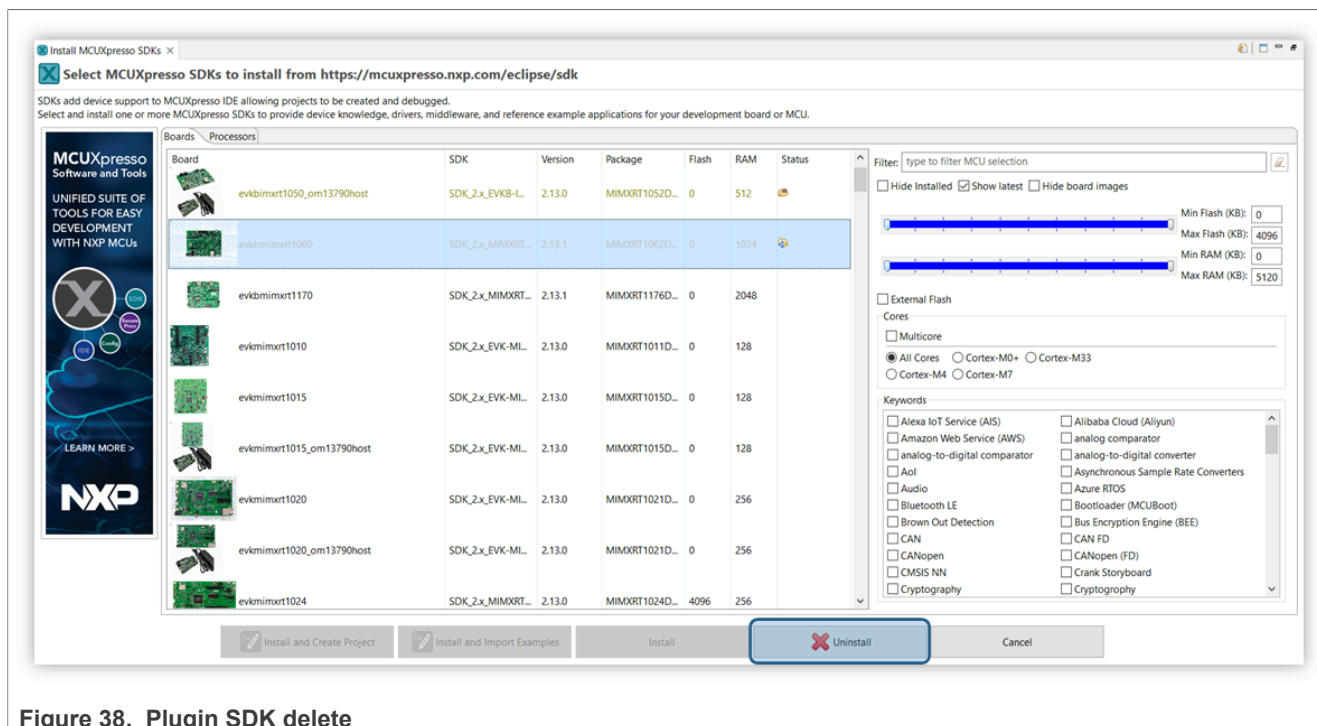 Install MCUXpresso SDKs ×
Select MCUXpresso SDKs to install from https://mcuxpresso.nxp.com/eclipse/sdk
SDKs add device support to MCUXpresso IDE allowing projects to be created and debugged.
Select and install one or more MCUXpresso SDKs to provide device knowledge, drivers, middleware, and reference example applications for your development board or MCU.
MCUXpresso
Software and Tools
UNIFIED SUITE OF
TOOLS FOR EASY
DEVELOPMENT
WITH NXP MCUs
X
SDK
Secure
Prov
IDE
Config
LEARN MORE >
NXP
Boards Processors
Board SDK Version Package Flash RAM Status
evkbimxrt1050_om13790host SDK_2.x_EVKB-I... 2.13.0 MIMXRT1052D... 0 512
evkbmimxrt1060 SDK_2.x_MIMXRT... 2.13.1 MIMXRT1062D... 0 1024
evkbmimxrt1170 SDK_2.x_MIMXRT... 2.13.1 MIMXRT1176D... 0 2048
evkmimxrt1010 SDK_2.x_EVK-MI... 2.13.0 MIMXRT1011D... 0 128
evkmimxrt1015 SDK_2.x_EVK-MI... 2.13.0 MIMXRT1015D... 0 128
evkmimxrt1015_om13790host SDK_2.x_EVK-MI... 2.13.0 MIMXRT1015D... 0 128
evkmimxrt1020 SDK_2.x_EVK-MI... 2.13.0 MIMXRT1021D... 0 256
evkmimxrt1020_om13790host SDK_2.x_EVK-MI... 2.13.0 MIMXRT1021D... 0 256
evkmimxrt1024 SDK_2.x_MIMXRT... 2.13.0 MIMXRT1024D... 4096 256
Filter: type to filter MCU selection
Hide Installed Show latest Hide board images
Min Flash (KB): 0
Max Flash (KB): 4096
Min RAM (KB): 0
Max RAM (KB): 5120
External Flash
Cores
Multicore
All Cores Cortex-M0+ Cortex-M33
Cortex-M4 Cortex-M7
Keywords
Alexa IoT Service (AIS) Alibaba Cloud (Aliyun)
Amazon Web Service (AWS) analog comparator
analog-to-digital comparator analog-to-digital converter
AoI Asynchronous Sample Rate Converters
Audio Azure RTOS
Bluetooth LE Bootloader (MCUBoot)
Brown Out Detection Bus Encryption Engine (BEE)
CAN CAN FD
CANopen CANopen (FD)
CMSIS NN Crank Storyboard
Cryptography Cryptogrophy
Install and Create Project Install and Import Examples Install Uninstall Cancel
Figure 38. Plugin SDK delete